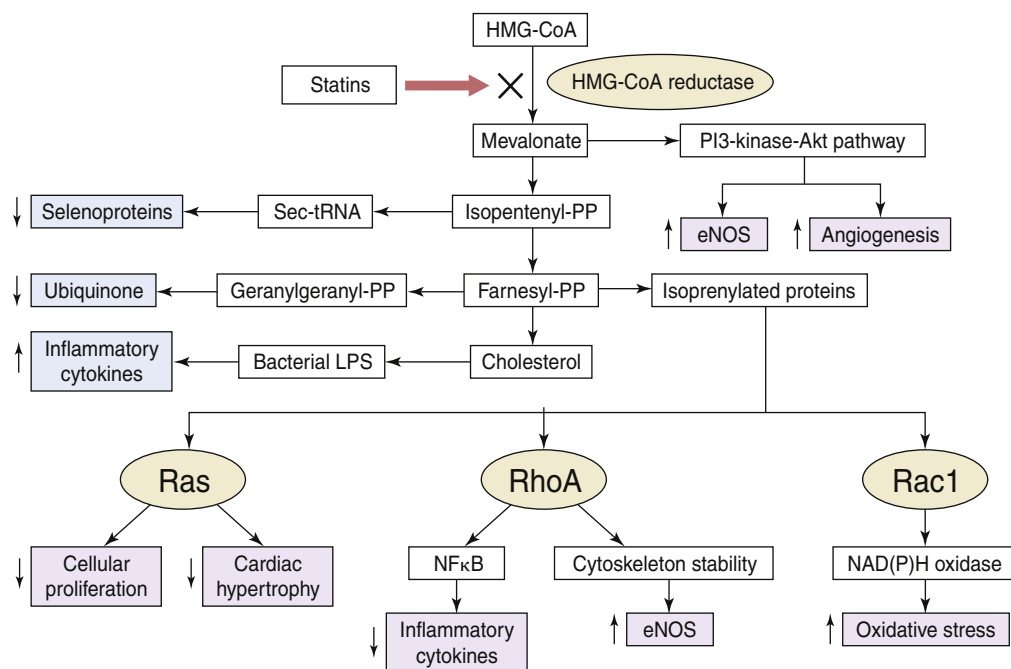 HMG-CoA
Statins
HMG-CoA reductase
Mevalonate
PI3-kinase-Akt pathway
Selenoproteins
Sec-tRNA
Isopentenyl-PP
eNOS
Angiogenesis
Ubiquinone
Geranylgeranyl-PP
Farnesyl-PP
Isoprenylated proteins
Inflammatory
cytokines
Bacterial LPS
Cholesterol
Ras
RhoA
Rac1
Cellular
proliferation
Cardiac
hypertrophy
NFκB
Cytoskeleton stability
NAD(P)H oxidase
Inflammatory
cytokines
eNOS
Oxidative stress